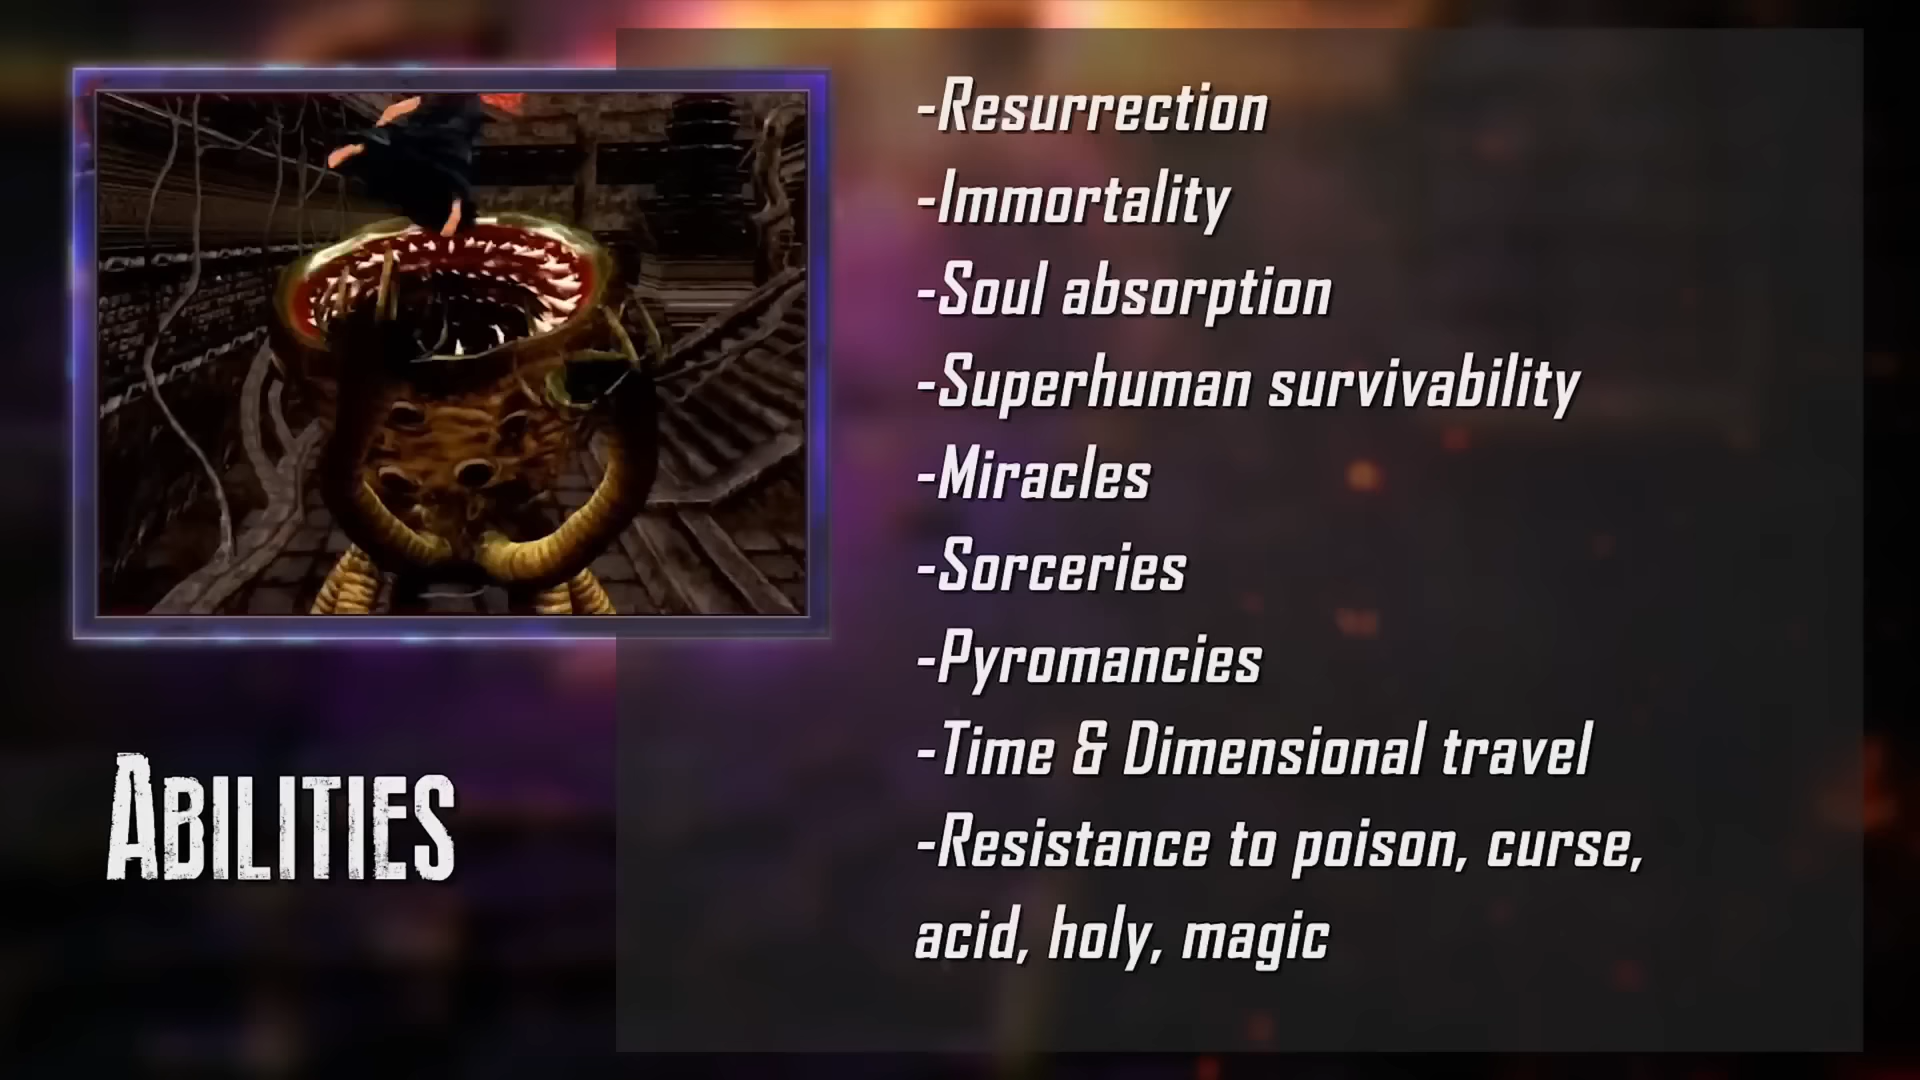 -Resurrection
-Immortality
-Soul absorption
-Superhuman survivability
-Miracles
-Sorceries
-Pyromancies
-Time & Dimensional travel
-Resistance to poison, curse,
acid, holy, magic
Abilities